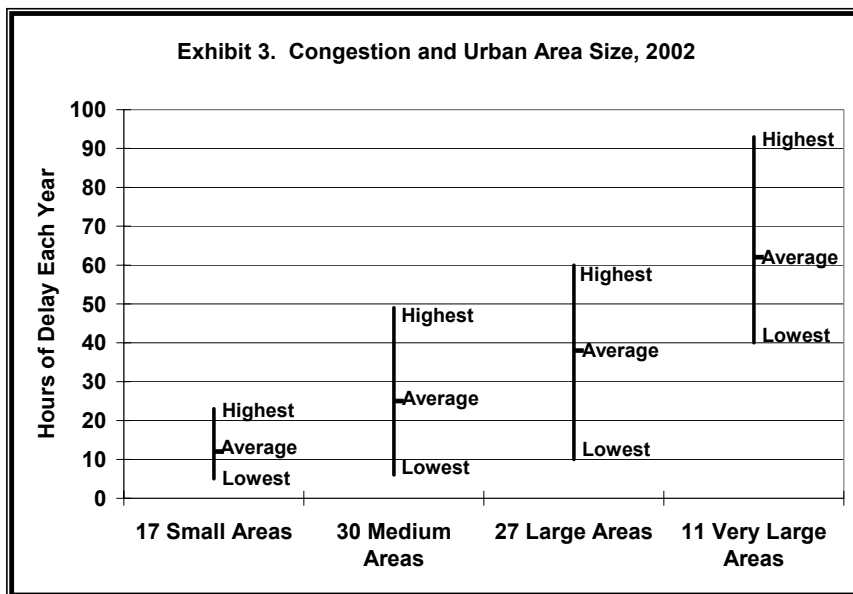 Exhibit 3. Congestion and Urban Area Size, 2002
Hours of Delay Each Year
100
90
80
70
60
50
40
30
20
10
0
Highest
Average
Lowest
Highest
Average
Lowest
Highest
Average
Lowest
Highest
Average
Lowest
17 Small Areas
30 Medium
Areas
27 Large Areas
11 Very Large
Areas